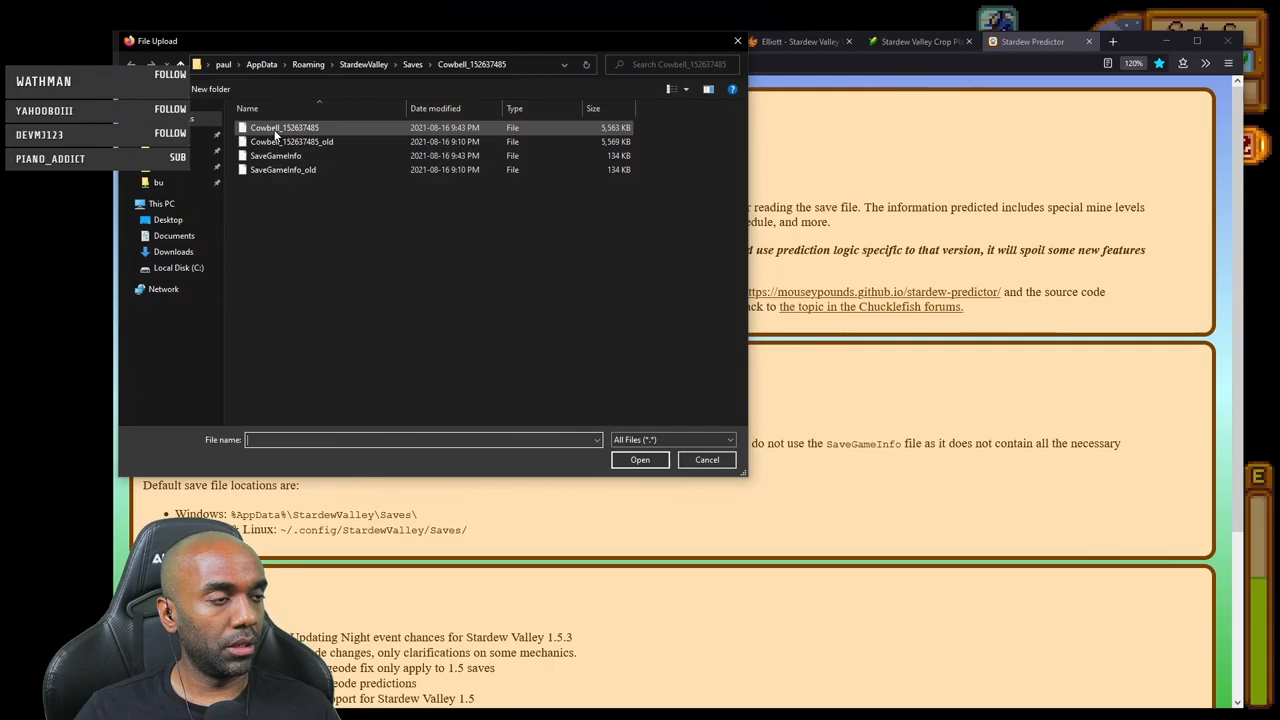 File Upload
Elliott - Stardew Valley
Stardew Valley Crop Pl
Stardew Predictor
paul > AppData > Roaming > StardewValley > Saves > Cowbell_152637485
Search Cowbell_152637485
120%
WATHMAN FOLLOW
YAHOOBOIII FOLLOW
DEVMJ123 FOLLOW
PIANO_ADDICT SUB
New folder
Name Date modified Type Size
Cowbell_152637485 2021-08-16 9:43 PM File 5,563 KB
Cowbell_152637485_old 2021-08-16 9:10 PM File 5,569 KB
SaveGameInfo 2021-08-16 9:43 PM File 134 KB
SaveGameInfo_old 2021-08-16 9:10 PM File 134 KB
bu
This PC
Desktop
Documents
Downloads
Local Disk (C:)
Network
File name:
All Files (*.*)
Open
Cancel
r reading the save file. The information predicted includes special mine levels
edule, and more.
d use prediction logic specific to that version, it will spoil some new features
ttps://mouseypounds.github.io/stardew-predictor/ and the source code
ack to the topic in the Chucklefish forums.
do not use the SaveGameInfo file as it does not contain all the necessary
Default save file locations are:
• Windows: %AppData%\StardewValley\Saves\
& Linux: ~/.config/StardewValley/Saves/
Updating Night event chances for Stardew Valley 1.5.3
de changes, only clarifications on some mechanics.
geode fix only apply to 1.5 saves
geode predictions
pport for Stardew Valley 1.5
E